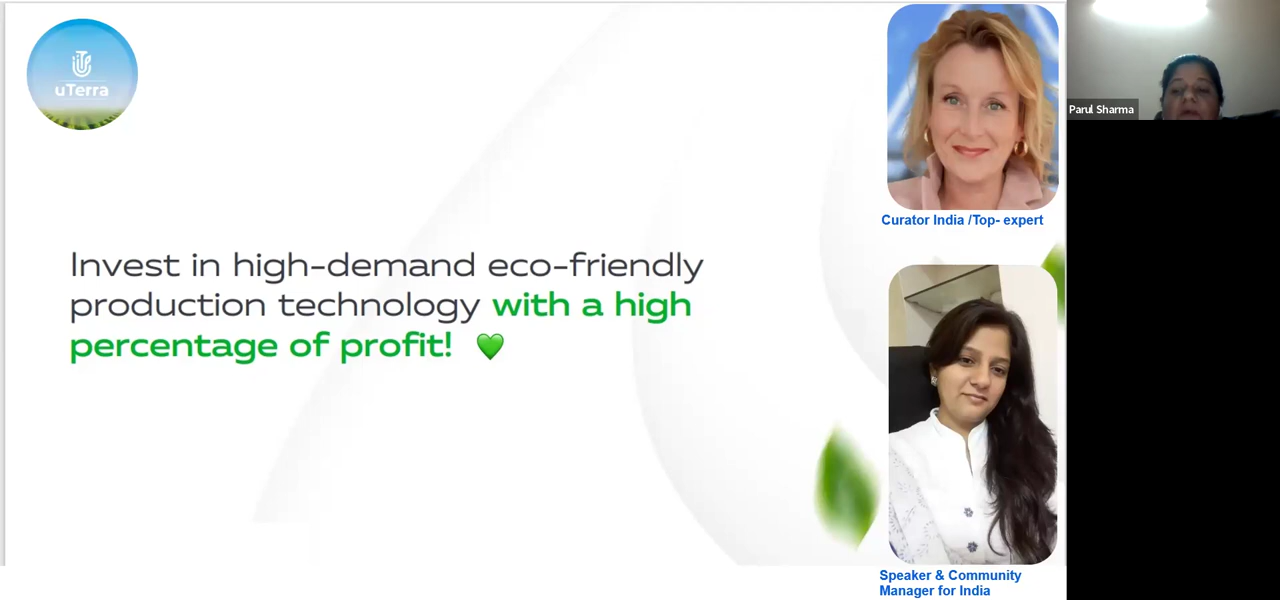 uTerra
Invest in high-demand eco-friendly
production technology with a high
percentage of profit!
Curator India /Top- expert
Speaker & Community
Manager for India
Parul Sharma